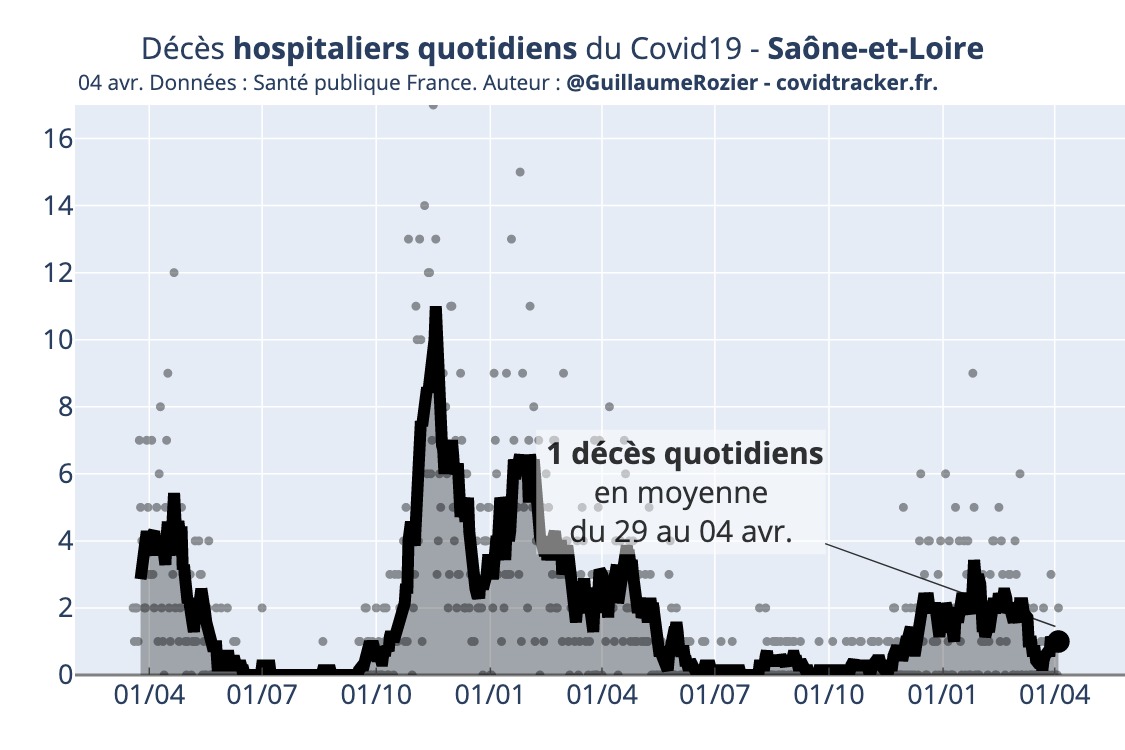 Décès hospitaliers quotidiens du Covid19 - Saône-et-Loire
04 avr. Données : Santé publique France. Auteur : @GuillaumeRozier - covidtracker.fr.
16
14
12
10
8
6
4
2
0
1 décès quotidiens
en moyenne
du 29 au 04 avr.
01/04 01/07 01/10 01/01 01/04 01/07 01/10 01/01 01/04